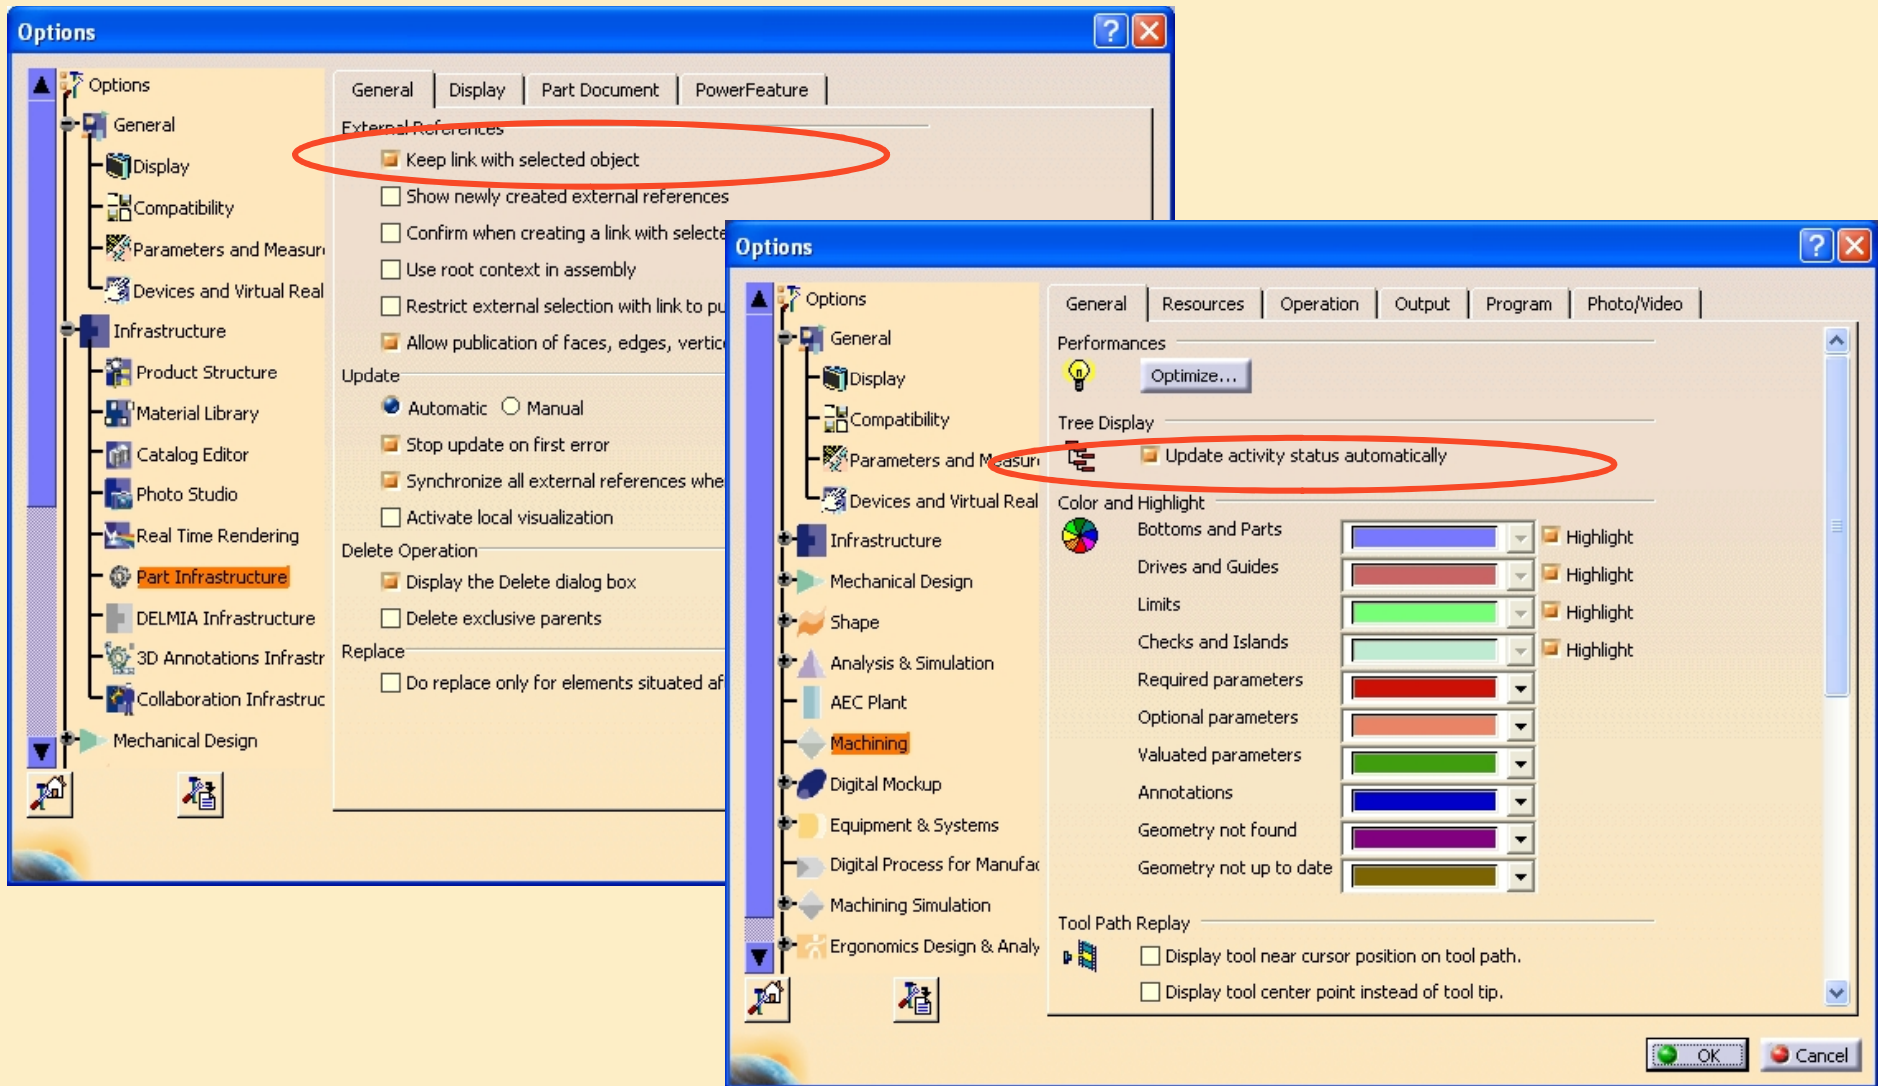 Options
Options
General
Display
Compatibility
Parameters and Measur
Devices and Virtual Real
Infrastructure
Product Structure
Material Library
Catalog Editor
Photo Studio
Real Time Rendering
Part Infrastructure
DELMIA Infrastructure
3D Annotations Infrastr
Collaboration Infrastruc
Mechanical Design
General Display Part Document PowerFeature
External References
Keep link with selected object
Show newly created external references
Confirm when creating a link with selecte
Use root context in assembly
Restrict external selection with link to pu
Allow publication of faces, edges, vertic
Update
Automatic Manual
Stop update on first error
Synchronize all external references whe
Activate local visualization
Delete Operation
Display the Delete dialog box
Delete exclusive parents
Replace
Do replace only for elements situated af
Options
Options
General
Display
Compatibility
Parameters and Measur
Devices and Virtual Real
Infrastructure
Mechanical Design
Shape
Analysis & Simulation
AEC Plant
Machining
Digital Mockup
Equipment & Systems
Digital Process for Manufac
Machining Simulation
Ergonomics Design & Analy
General Resources Operation Output Program Photo/Video
Performances
Optimize...
Tree Display
Update activity status automatically
Color and Highlight
Bottoms and Parts Highlight
Drives and Guides Highlight
Limits Highlight
Checks and Islands Highlight
Required parameters
Optional parameters
Valuated parameters
Annotations
Geometry not found
Geometry not up to date
Tool Path Replay
Display tool near cursor position on tool path.
Display tool center point instead of tool tip.
OK Cancel